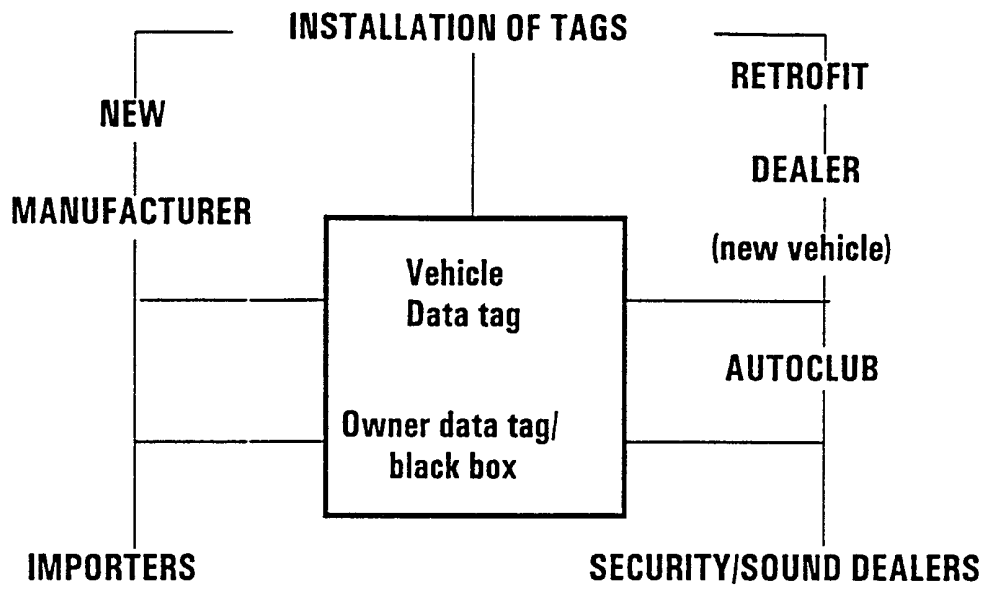 INSTALLATION OF TAGS
NEW
MANUFACTURER
IMPORTERS
Vehicle
Data tag
Owner data tag/
black box
RETROFIT
DEALER
(new vehicle)
AUTOCLUB
SECURITY/SOUND DEALERS